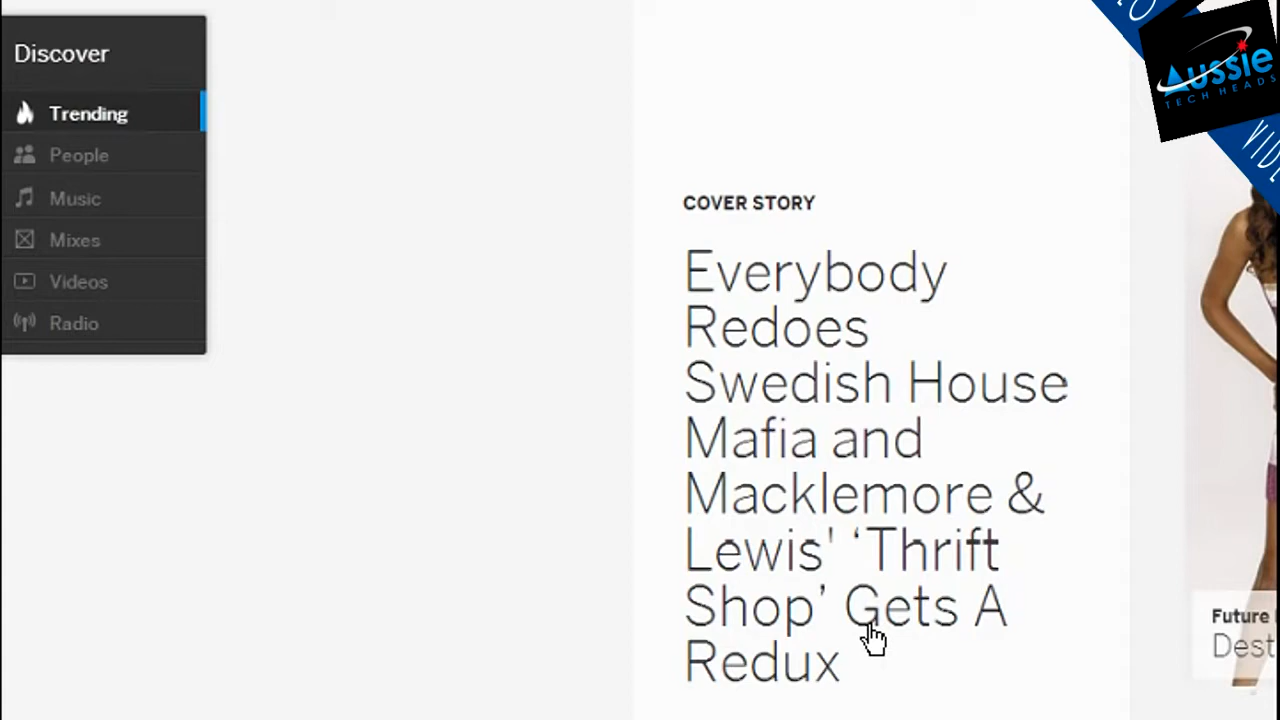 Discover
Trending
People
Music
Mixes
Videos
Radio
COVER STORY
Everybody
Redoes
Swedish House
Mafia and
Macklemore &
Lewis' ‘Thrift
Shop’ Gets A
Redux
AUSSIE
TECH HEADS
Future
Dest